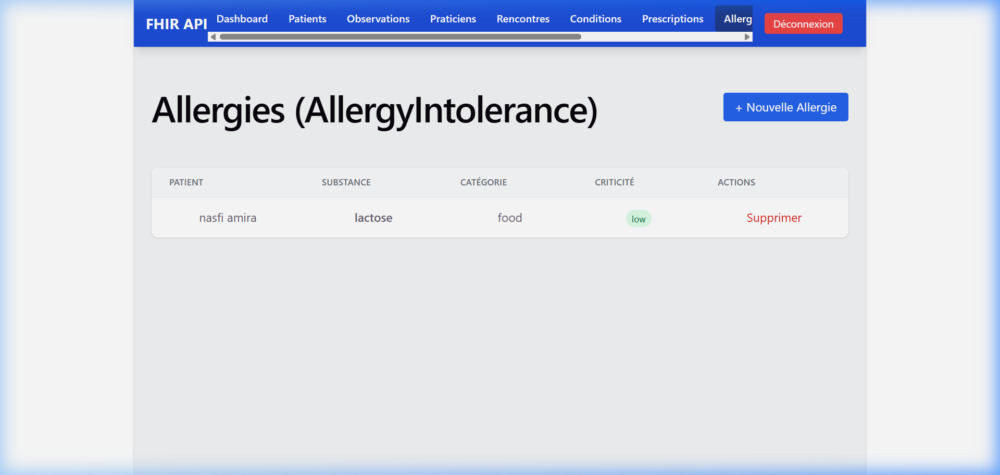 FHIR API Dashboard Patients Observations Praticiens Rencontres Conditions Prescriptions Allerg Déconnexion
Allergies (AllergyIntolerance)
+ Nouvelle Allergie
PATIENT SUBSTANCE CATÉGORIE CRITICITÉ ACTIONS
nasfi amira lactose food low Supprimer